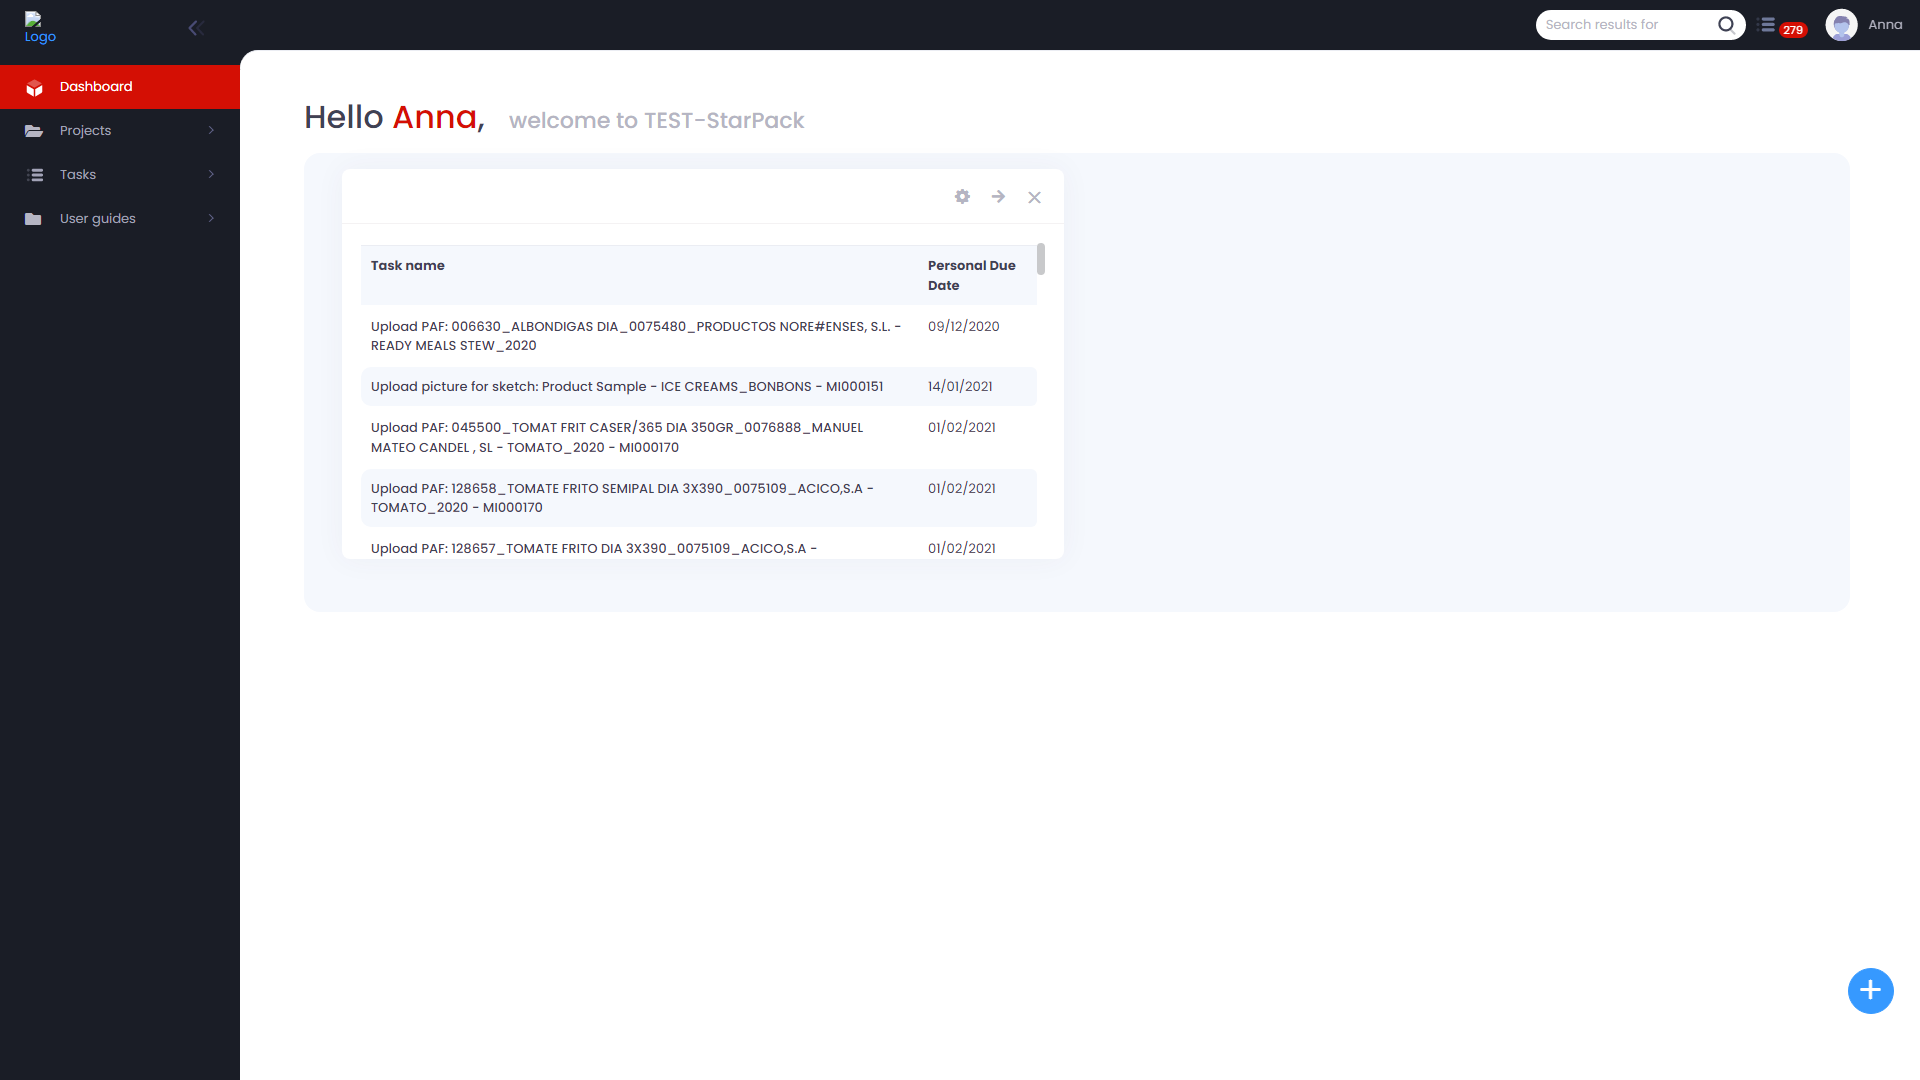 Logo
Search results for
279
Anna
Dashboard
Projects
Tasks
User guides
Hello Anna, welcome to TEST-StarPack
Task name
Personal Due
Date
Upload PAF: 006630_ALBONDIGAS DIA_0075480_PRODUCTOS NORE#ENSES, S.L. -
READY MEALS STEW_2020
09/12/2020
Upload picture for sketch: Product Sample - ICE CREAMS_BONBONS - MI000151
14/01/2021
Upload PAF: 045500_TOMAT FRIT CASER/365 DIA 350GR_0076888_MANUEL
MATEO CANDEL , SL - TOMATO_2020 - MI000170
01/02/2021
Upload PAF: 128658_TOMATE FRITO SEMIPAL DIA 3X390_0075109_ACICO,S.A -
TOMATO_2020 - MI000170
01/02/2021
Upload PAF: 128657_TOMATE FRITO DIA 3X390_0075109_ACICO,S.A -
01/02/2021